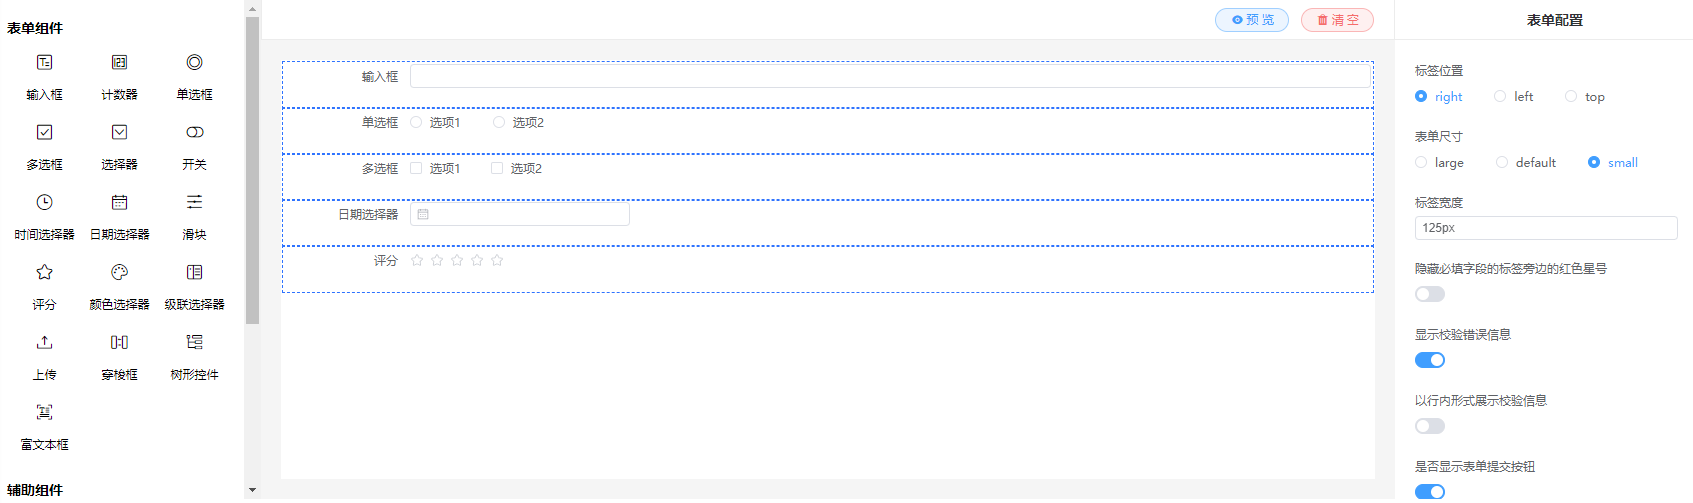 表单组件
输入框 计数器 单选框
多选框 选择器 开关
时间选择器 日期选择器 滑块
评分 颜色选择器 级联选择器
上传 穿梭框 树形控件
富文本框
辅助组件
预览 清空
输入框
单选框 选项1 选项2
多选框 选项1 选项2
日期选择器
评分
表单配置
标签位置
right left top
表单尺寸
large default small
标签宽度
125px
隐藏必填字段的标签旁边的红色星号
显示校验错误信息
以行内形式展示校验信息
是否显示表单提交按钮